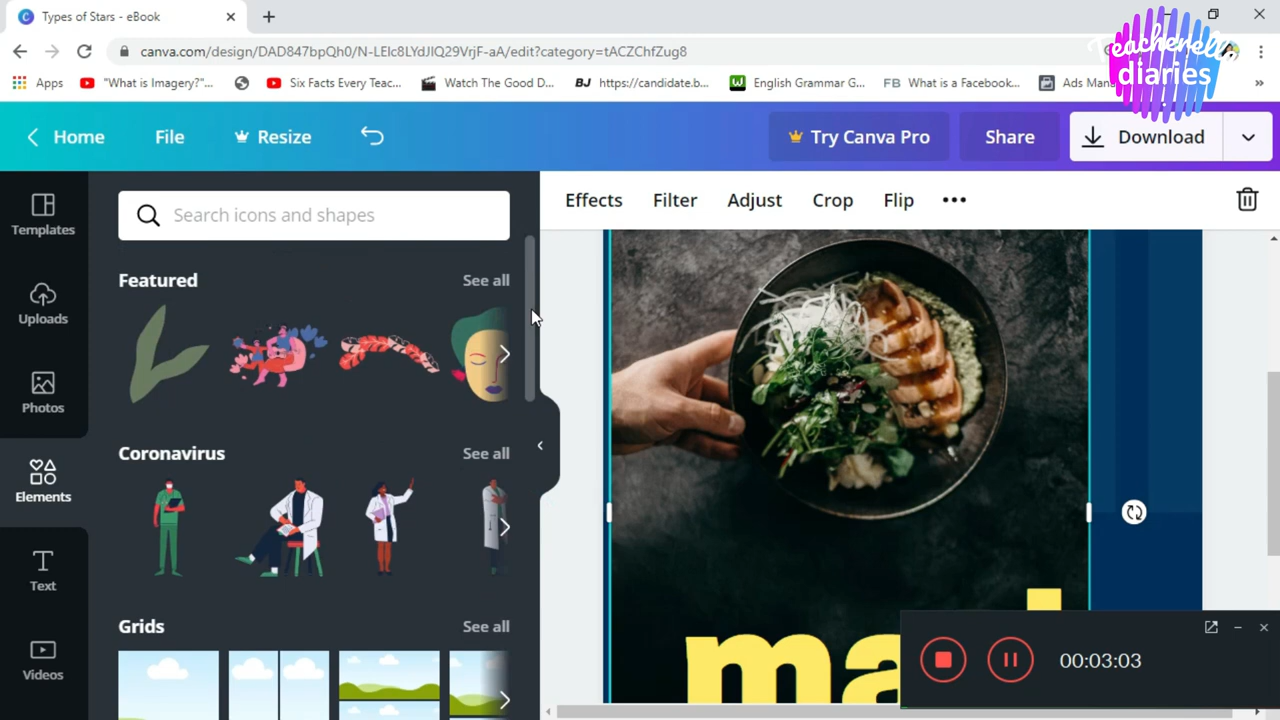 Types of Stars - eBook
canva.com/design/DAD847bpQh0/N-LEIc8LYdJIQ29VrjF-aA/edit?category=tACZChfZug8
Teacherella
diaries
Apps
"What is Imagery?"...
Six Facts Every Teac...
Watch The Good D...
BJ https://candidate.b...
English Grammar G...
FB What is a Facebook...
Ads Man
Home
File
Resize
Try Canva Pro
Share
Download
Templates
Uploads
Photos
Elements
Text
Videos
Search icons and shapes
Featured
See all
Coronavirus
See all
Grids
See all
Effects
Filter
Adjust
Crop
Flip
ma
00:03:03